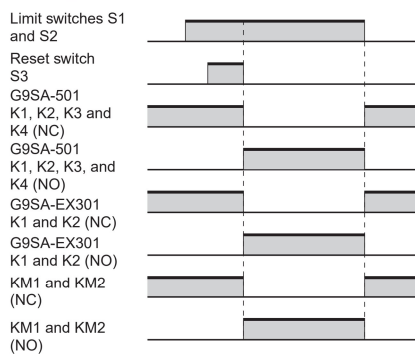 Limit switches S1
and S2
Reset switch
S3
G9SA-501
K1, K2, K3 and
K4 (NC)
G9SA-501
K1, K2, K3, and
K4 (NO)
G9SA-EX301
K1 and K2 (NC)
G9SA-EX301
K1 and K2 (NO)
KM1 and KM2
(NC)
KM1 and KM2
(NO)